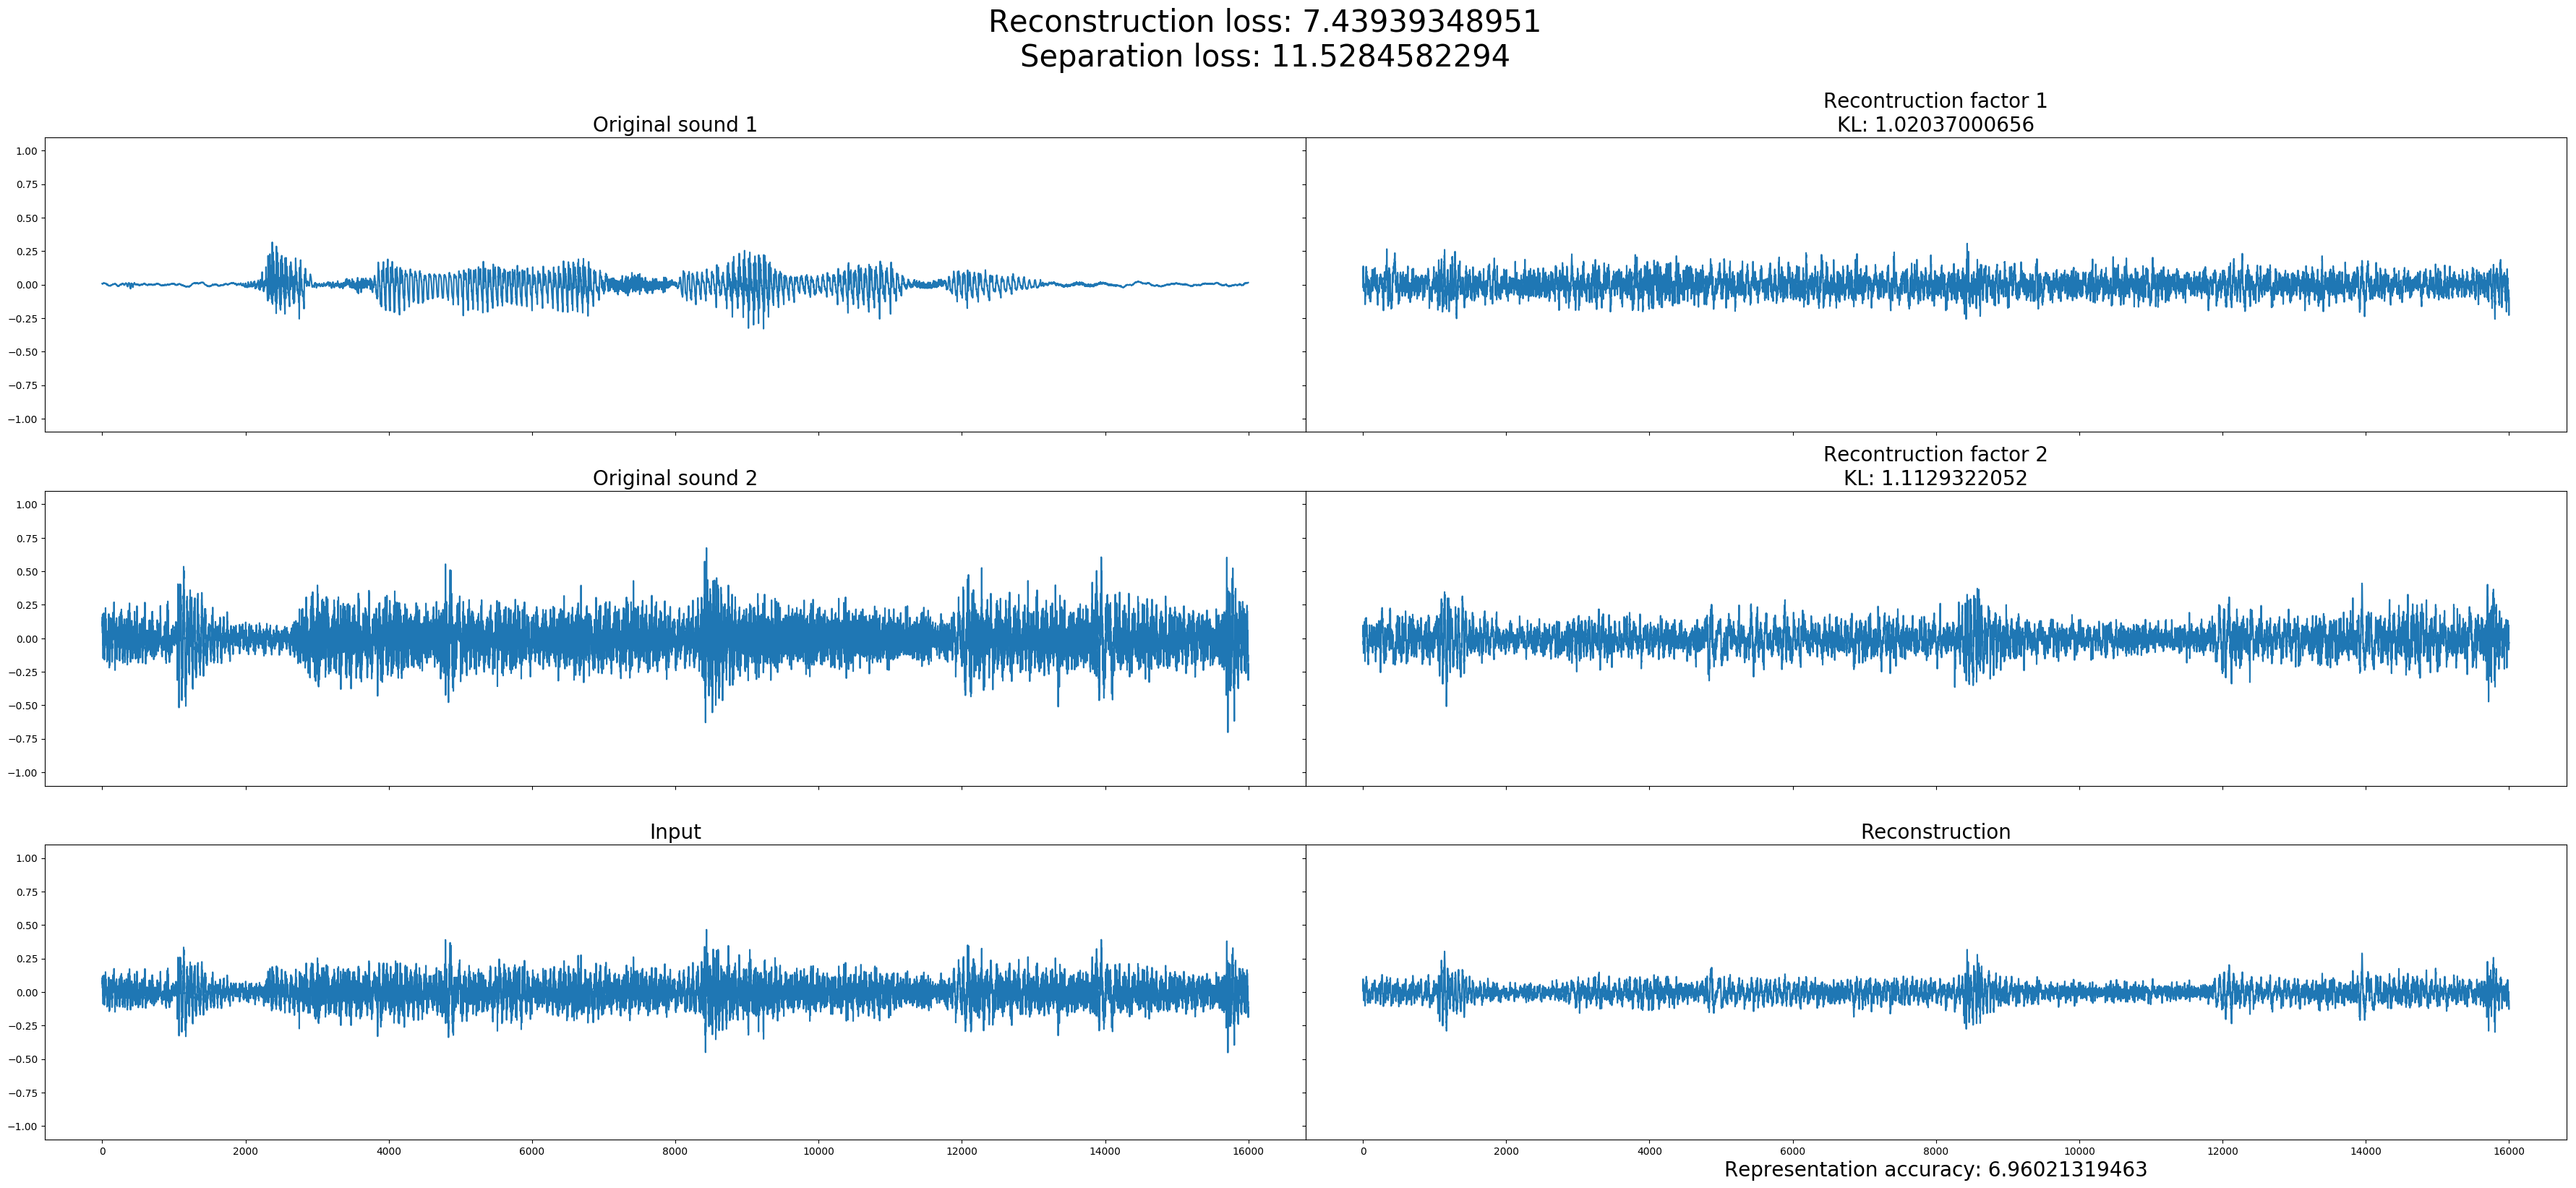 Reconstruction loss: 7.43939348951
Separation loss: 11.5284582294
Original sound 1
Recontruction factor 1
KL: 1.02037000656
1.00
0.75
0.50
0.25
0.00
−0.25
−0.50
−0.75
−1.00
Original sound 2
Recontruction factor 2
KL: 1.1129322052
1.00
0.75
0.50
0.25
0.00
−0.25
−0.50
−0.75
−1.00
Input
Reconstruction
1.00
0.75
0.50
0.25
0.00
−0.25
−0.50
−0.75
−1.00
0 2000 4000 6000 8000 10000 12000 14000 16000
0 2000 4000 6000 8000 10000 12000 14000 16000
Representation accuracy: 6.96021319463